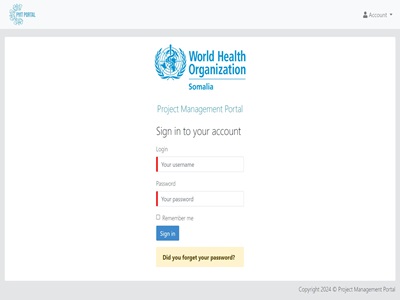 PMT PORTAL
Account
World Health
Organization
Somalia
Project Management Portal
Sign in to your account
Login
Your username
Password
Your password
Remember me
Sign in
Did you forget your password?
Copyright 2024 © Project Management Portal